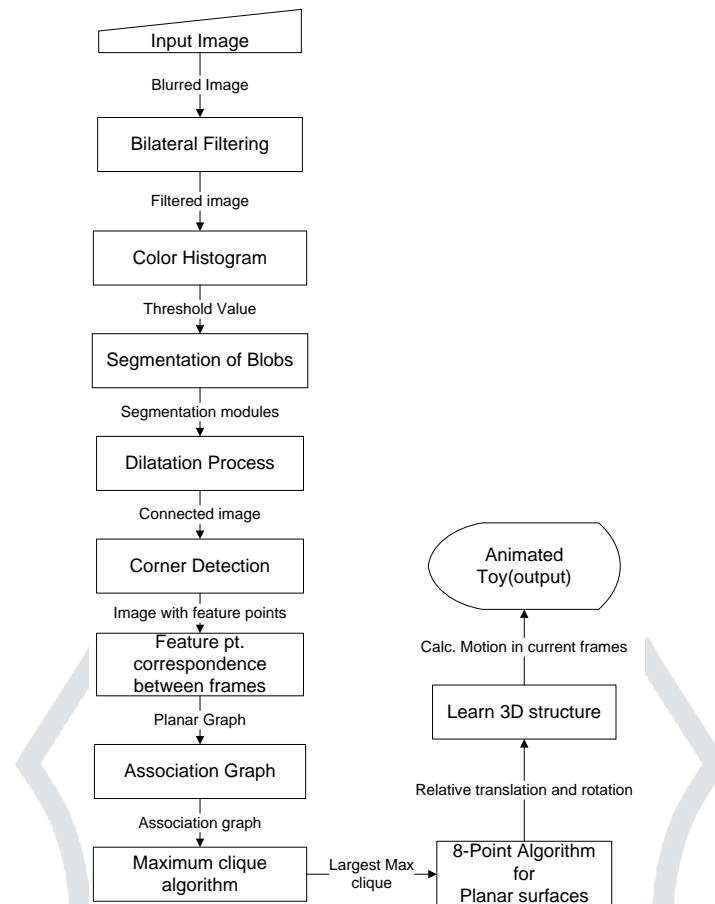 Input Image
Blurred Image
Bilateral Filtering
Filtered image
Color Histogram
Threshold Value
Segmentation of Blobs
Segmentation modules
Dilatation Process
Connected image
Corner Detection
Image with feature points
Feature pt.
correspondence
between frames
Planar Graph
Association Graph
Association graph
Maximum clique
algorithm
Largest Max
clique
8-Point Algorithm
for
Planar surfaces
Relative translation and rotation
Learn 3D structure
Calc. Motion in current frames
Animated
Toy(output)